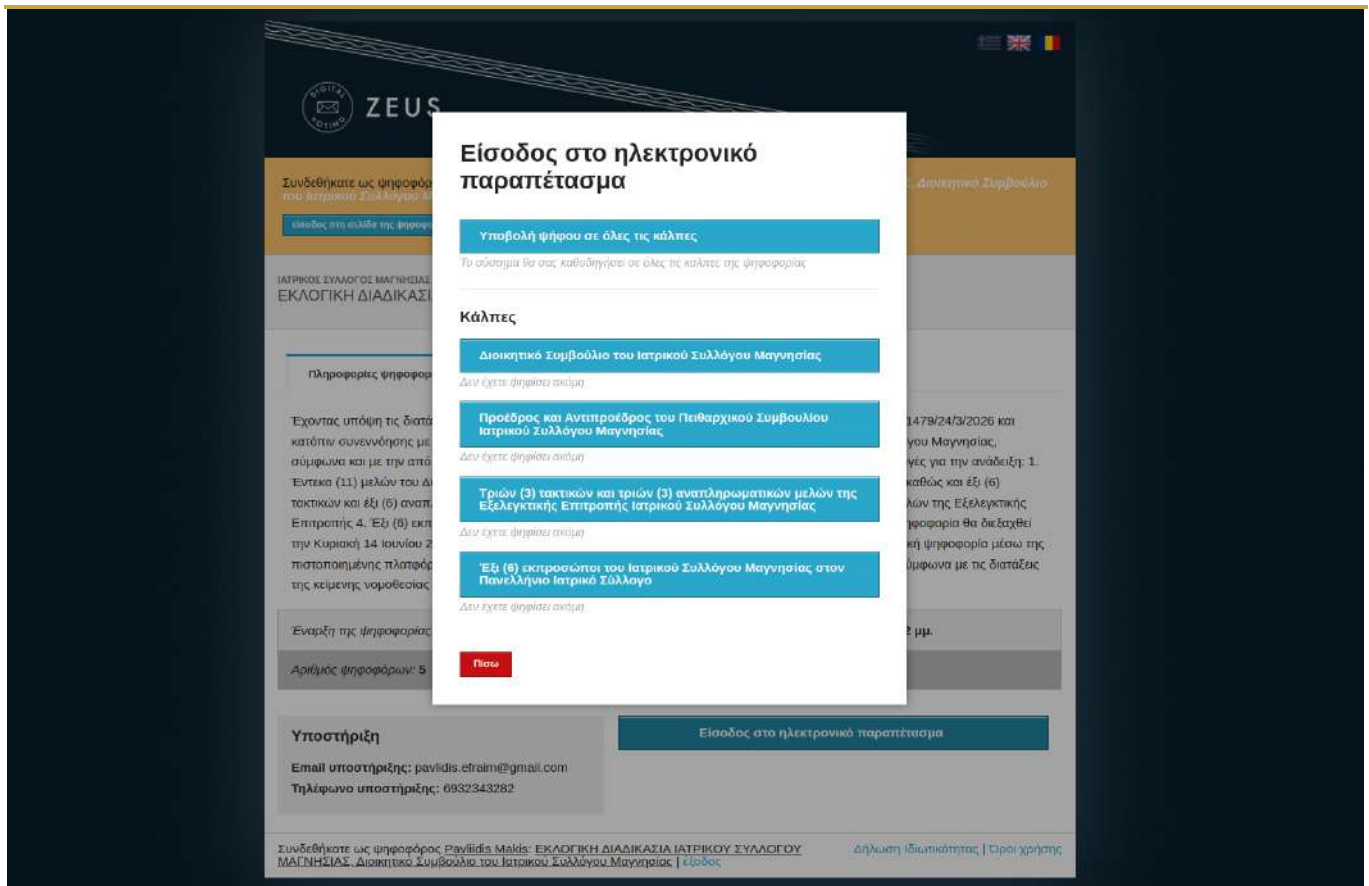 DIGITAL VOTING
ZEUS
Είσοδος στο ηλεκτρονικό
παραπέτασμα
Συνδεθήκατε ως ψηφοφόρ
Διοικητικό Συμβούλιο
του Ιατρικού Συλλόγου
Υποβολή ψήφου σε όλες τις κάλπες
Το σύστημα θα σας καθοδηγήσει σε όλες τις κάλπες της ψηφοφορίας
ΙΑΤΡΙΚΟΣ ΣΥΛΛΟΓΟΣ ΜΑΓΝΗΣΙΑΣ
ΕΚΛΟΓΙΚΗ ΔΙΑΔΙΚΑΣΙ
Κάλπες
Διοικητικό Συμβούλιο του Ιατρικού Συλλόγου Μαγνησίας
Δεν έχετε ψηφίσει ακόμη
Πληροφορίες ψηφοφορ
Προέδρος και Αντιπροέδρος του Πειθαρχικού Συμβουλίου
Ιατρικού Συλλόγου Μαγνησίας
Δεν έχετε ψηφίσει ακόμη
Τριών (3) τακτικών και τριών (3) αναπληρωματικών μελών της
Εξελεγκτικής Επιτροπής Ιατρικού Συλλόγου Μαγνησίας
Δεν έχετε ψηφίσει ακόμη
Έξι (6) εκπροσώποι του Ιατρικού Συλλόγου Μαγνησίας στον
Πανελλήνιο Ιατρικό Σύλλογο
Δεν έχετε ψηφίσει ακόμη
Πίσω
Έχοντας υπόψη τις διατά 1479/24/3/2026 και
κατόπιν συνεννόησης με γου Μαγνησίας,
σύμφωνα και με την από γές για την ανάδειξη: 1.
Έντεκα (11) μελών του Δι καθώς και έξι (6)
τακτικών και έξι (6) αναπ λών της Εξελεγκτικής
Επιτροπής 4. Έξι (6) εκπ ηφοφορία θα διεξαχθεί
την Κυριακή 14 Ιουνίου 2 κή ψηφοφορία μέσω της
πιστοποιημένης πλατφόρ ύμφωνα με τις διατάξεις
της κείμενης νομοθεσίας
Έναρξη της ψηφοφορίας 2 μμ.
Αριθμός ψηφοφόρων: 5
Υποστήριξη
Email υποστήριξης: pavlidis.efraim@gmail.com
Τηλέφωνο υποστήριξης: 6932343282
Είσοδος στο ηλεκτρονικό παραπέτασμα
Συνδεθήκατε ως ψηφοφόρος Pavliidis Makis: ΕΚΛΟΓΙΚΗ ΔΙΑΔΙΚΑΣΙΑ ΙΑΤΡΙΚΟΥ ΣΥΛΛΟΓΟΥ
ΜΑΓΝΗΣΙΑΣ, Διοικητικό Συμβούλιο του Ιατρικού Συλλόγου Μαγνησίας | έξοδος
Δήλωση Ιδιωτικότητας | Όροι χρήσης